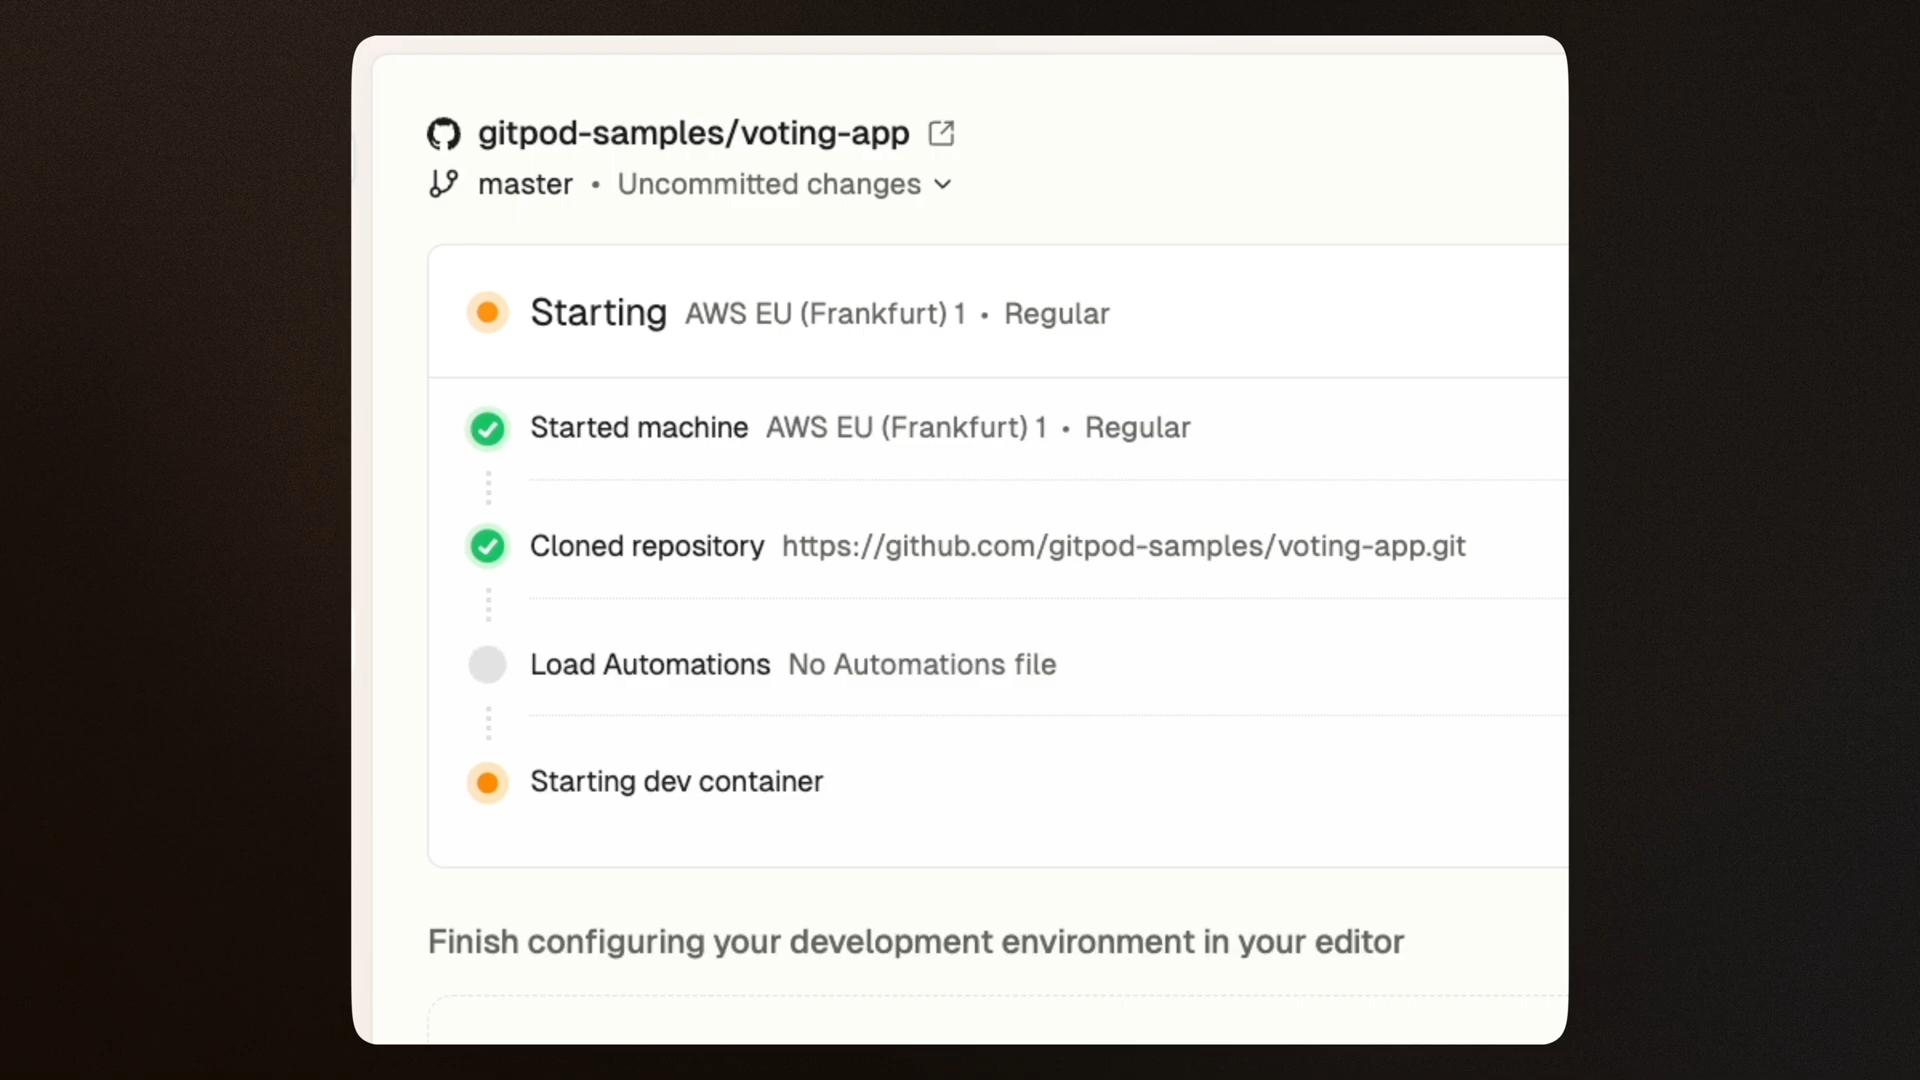 gitpod-samples/voting-app
master • Uncommitted changes
Starting AWS EU (Frankfurt) 1 • Regular
Started machine AWS EU (Frankfurt) 1 • Regular
Cloned repository https://github.com/gitpod-samples/voting-app.git
Load Automations No Automations file
Starting dev container
Finish configuring your development environment in your editor